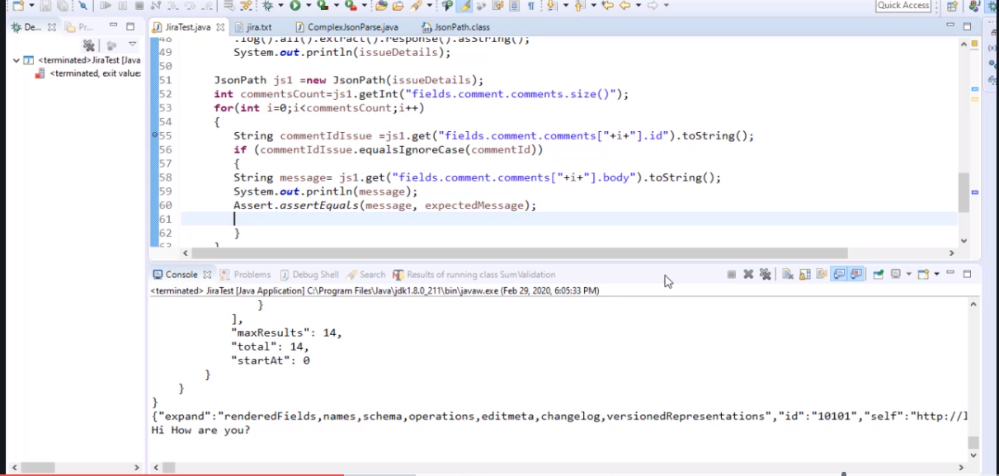 Quick Access
De... Pr...
JiraTest.java jira.txt ComplexJsonParse.java JsonPath.class
<terminated>JiraTest [Java
<terminated, exit value:
48 .log().all().extract().response().asString();
49 System.out.println(issueDetails);
50
51 JsonPath js1 =new JsonPath(issueDetails);
52 int commentsCount=js1.getInt("fields.comment.comments.size()");
53 for(int i=0;i<commentsCount;i++)
54 {
55 String commentIdIssue =js1.get("fields.comment.comments["+i+"].id").toString();
56 if (commentIdIssue.equalsIgnoreCase(commentId))
57 {
58 String message= js1.get("fields.comment.comments["+i+"].body").toString();
59 System.out.println(message);
60 Assert.assertEquals(message, expectedMessage);
61
62 }
63 }
Console Problems Debug Shell Search Results of running class SumValidation
<terminated> JiraTest [Java Application] C:\Program Files\Java\jdk1.8.0_211\bin\javaw.exe (Feb 29, 2020, 6:05:33 PM)
}
],
"maxResults": 14,
"total": 14,
"startAt": 0
}
}
}
{"expand":"renderedFields,names,schema,operations,editmeta,changelog,versionedRepresentations","id":"10101","self":"http://l
Hi How are you?